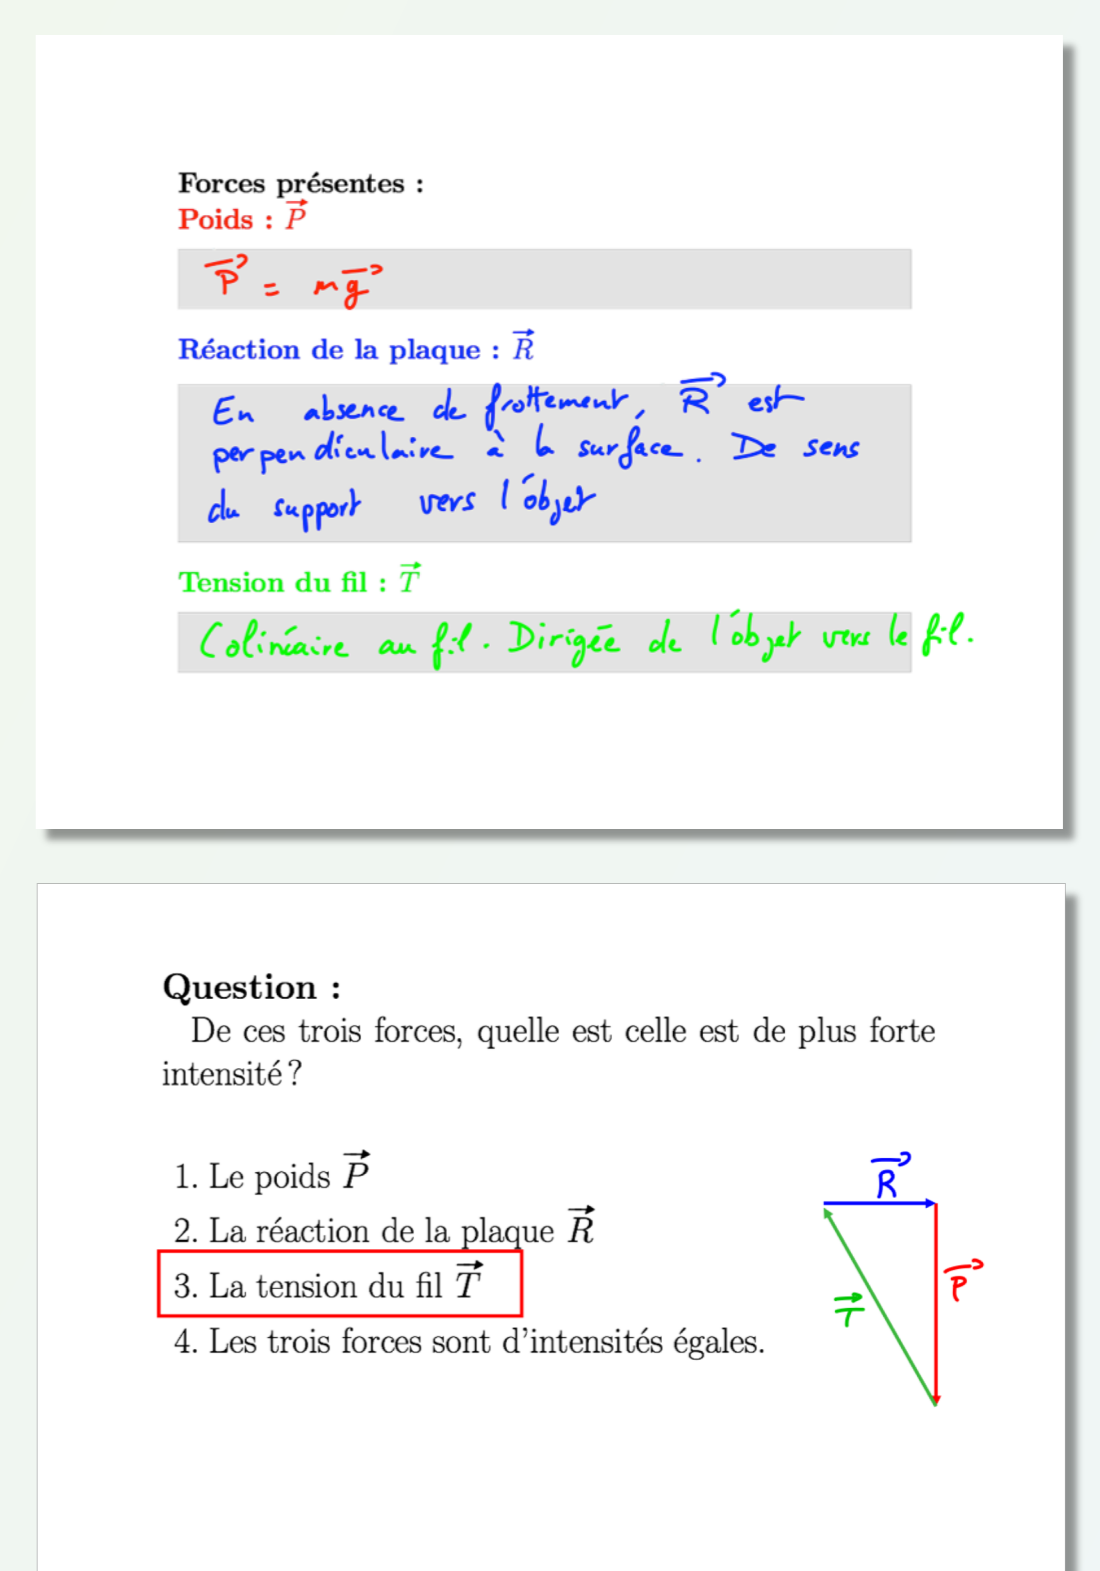 Forces présentes :
Poids : P⃗
P⃗ = mg⃗
Réaction de la plaque : R⃗
En absence de frottement, R⃗ est
perpendiculaire à la surface. De sens
du support vers l'objet
Tension du fil : T⃗
Colinéaire au fil. Dirigée de l'objet vers le fil.
Question :
De ces trois forces, quelle est celle est de plus forte
intensité ?
1. Le poids P⃗
2. La réaction de la plaque R⃗
3. La tension du fil T⃗
4. Les trois forces sont d'intensités égales.
R⃗
P⃗
T⃗